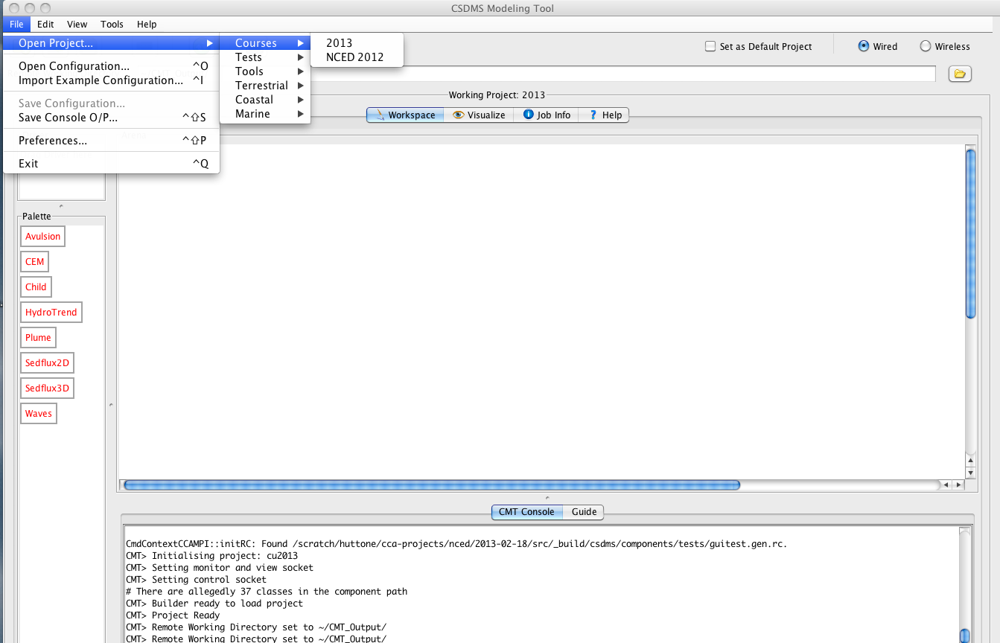 CSDMS Modeling Tool
File Edit View Tools Help
Open Project...
Open Configuration... ^O
Import Example Configuration... ^I
Save Configuration...
Save Console O/P... ^⇧S
Preferences... ^⇧P
Exit ^Q
Courses
Tests
Tools
Terrestrial
Coastal
Marine
2013
NCED 2012
Set as Default Project Wired Wireless
Working Project: 2013
Workspace Visualize Job Info ? Help
Palette
Avulsion
CEM
Child
HydroTrend
Plume
Sedflux2D
Sedflux3D
Waves
CMT Console Guide
CmdContextCCAMPI::initRC: Found /scratch/huttone/cca-projects/nced/2013-02-18/src/_build/csdms/components/tests/guitest.gen.rc.
CMT> Initialising project: cu2013
CMT> Setting monitor and view socket
CMT> Setting control socket
# There are allegedly 37 classes in the component path
CMT> Builder ready to load project
CMT> Project Ready
CMT> Remote Working Directory set to ~/CMT_Output/
CMT> Remote Working Directory set to ~/CMT_Output/